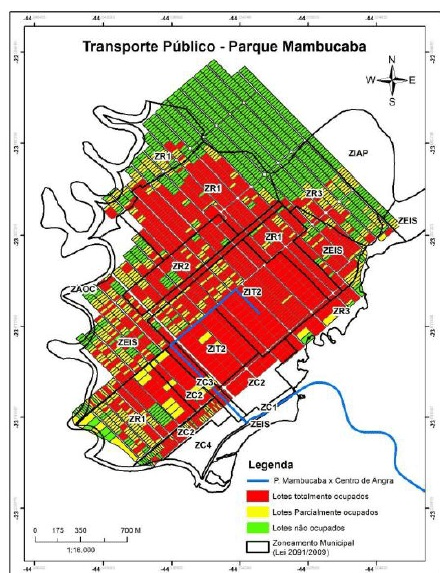 Transporte Público - Parque Mambucaba
N
W E
S
ZIAP
ZR1
ZR1
ZR3
ZEIS
ZR1
ZEIS
ZR2
ZAOC
ZIT2
ZR3
ZEIS
ZIT2
ZC3
ZC2
ZC2
ZC1
ZR1
ZEIS
ZC2
ZC4
Legenda
P. Mambucaba x Centro de Angra
Lotes totalmente ocupados
Lotes Parcialmente ocupados
Lotes não ocupados
Zoneamento Municipal
(Lei 2091/2009)
0 175 350 700 M
1:16.000